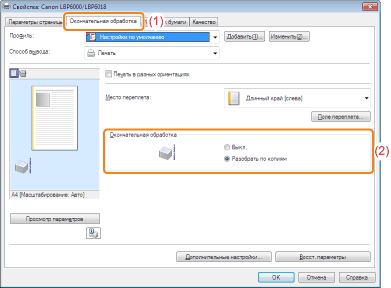 Свойства: Canon LBP6000/LBP6018
Параметры страницы
Окончательная обработка
(1)
бумаги
Качество
Профиль:
Настройки по умолчанию
Добавить(1)...
Изменить(2)...
Способ вывода:
Печать
Печать в разных ориентациях
Место переплета:
Длинный край [слева]
Поле переплета...
Окончательная обработка
(2)
Выкл.
Разобрать по копиям
A4 (Масштабирование: Авто)
Просмотр параметров
Дополнительные настройки...
Восст. параметры
OK
Отмена
Справка